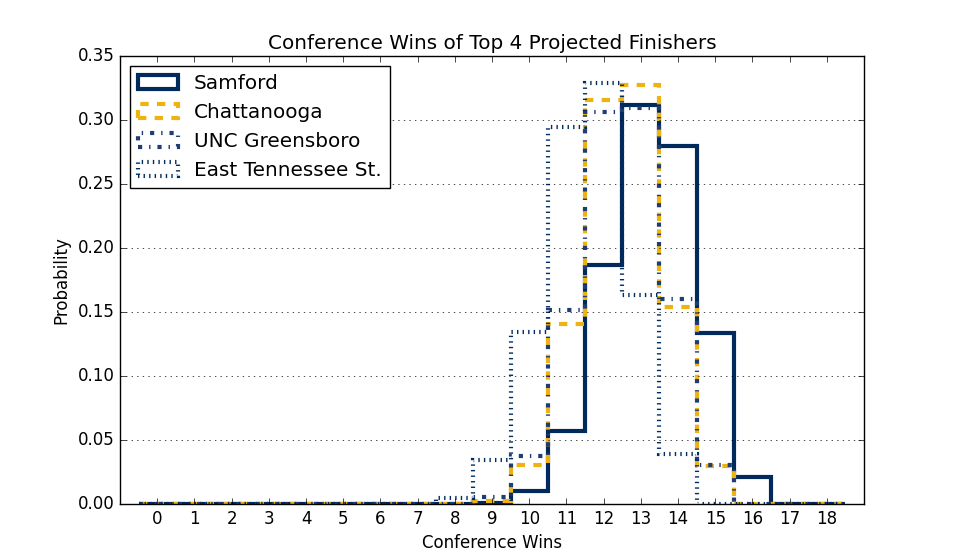 Conference Wins of Top 4 Projected Finishers
0.35
0.30
0.25
0.20
0.15
0.10
0.05
0.00
Probability
Samford
Chattanooga
UNC Greensboro
East Tennessee St.
0 1 2 3 4 5 6 7 8 9 10 11 12 13 14 15 16 17 18
Conference Wins